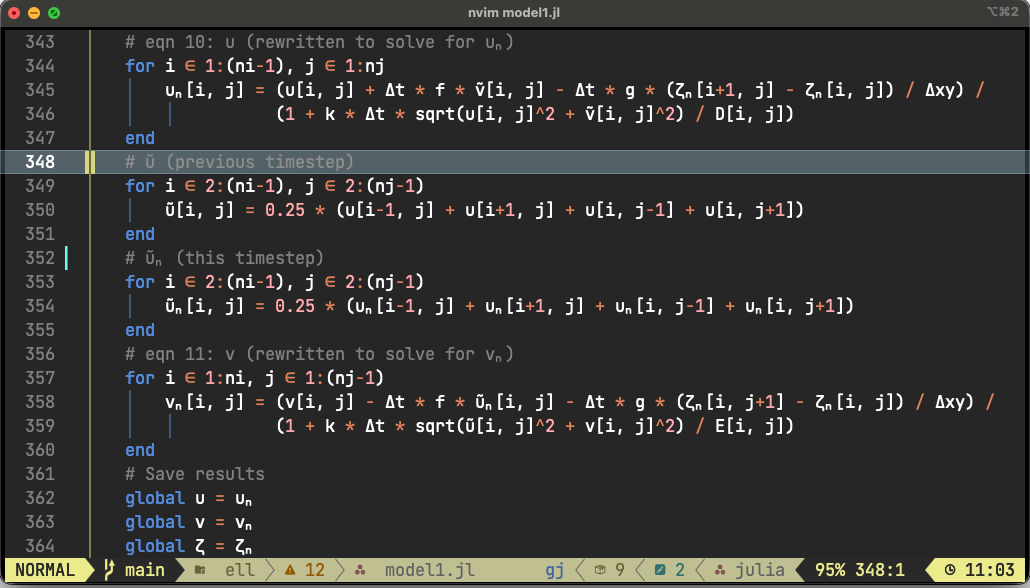 nvim model1.jl
⌥⌘2
343 # eqn 10: u (rewritten to solve for uₙ)
344 for i ∈ 1:(ni-1), j ∈ 1:nj
345 uₙ[i, j] = (u[i, j] + Δt * f * ṽ[i, j] - Δt * g * (ζₙ[i+1, j] - ζₙ[i, j]) / Δxy) /
346 (1 + k * Δt * sqrt(u[i, j]^2 + ṽ[i, j]^2) / D[i, j])
347 end
348 # ũ (previous timestep)
349 for i ∈ 2:(ni-1), j ∈ 2:(nj-1)
350 ũ[i, j] = 0.25 * (u[i-1, j] + u[i+1, j] + u[i, j-1] + u[i, j+1])
351 end
352 # ũₙ (this timestep)
353 for i ∈ 2:(ni-1), j ∈ 2:(nj-1)
354 ũₙ[i, j] = 0.25 * (uₙ[i-1, j] + uₙ[i+1, j] + uₙ[i, j-1] + uₙ[i, j+1])
355 end
356 # eqn 11: v (rewritten to solve for vₙ)
357 for i ∈ 1:ni, j ∈ 1:(nj-1)
358 vₙ[i, j] = (v[i, j] - Δt * f * ũₙ[i, j] - Δt * g * (ζₙ[i, j+1] - ζₙ[i, j]) / Δxy) /
359 (1 + k * Δt * sqrt(ũ[i, j]^2 + v[i, j]^2) / E[i, j])
360 end
361 # Save results
362 global u = uₙ
363 global v = vₙ
364 global ζ = ζₙ
NORMAL main ell 12 model1.jl gj 9 2 julia 95% 348:1 11:03